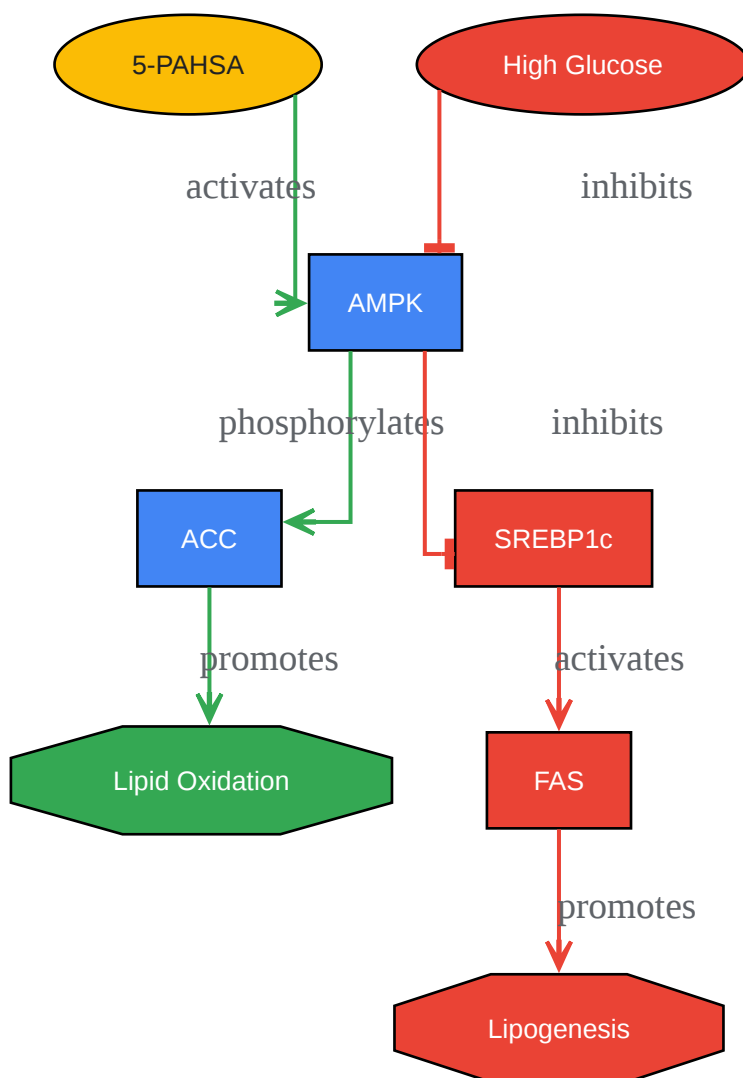 5-PAHSA
High Glucose
activates
inhibits
AMPK
phosphorylates
inhibits
ACC
SREBP1c
promotes
activates
Lipid Oxidation
FAS
promotes
Lipogenesis